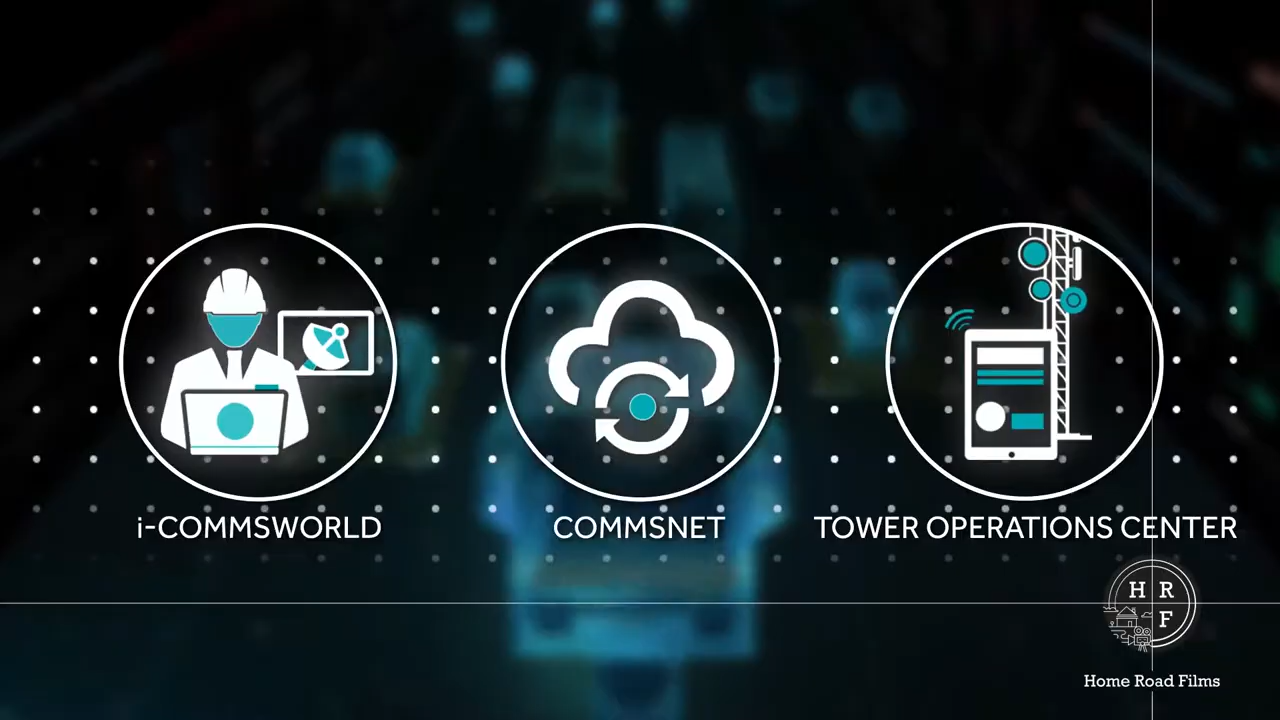 i-COMMSWORLD
COMMSNET
TOWER OPERATIONS CENTER
H R
F
Home Road Films